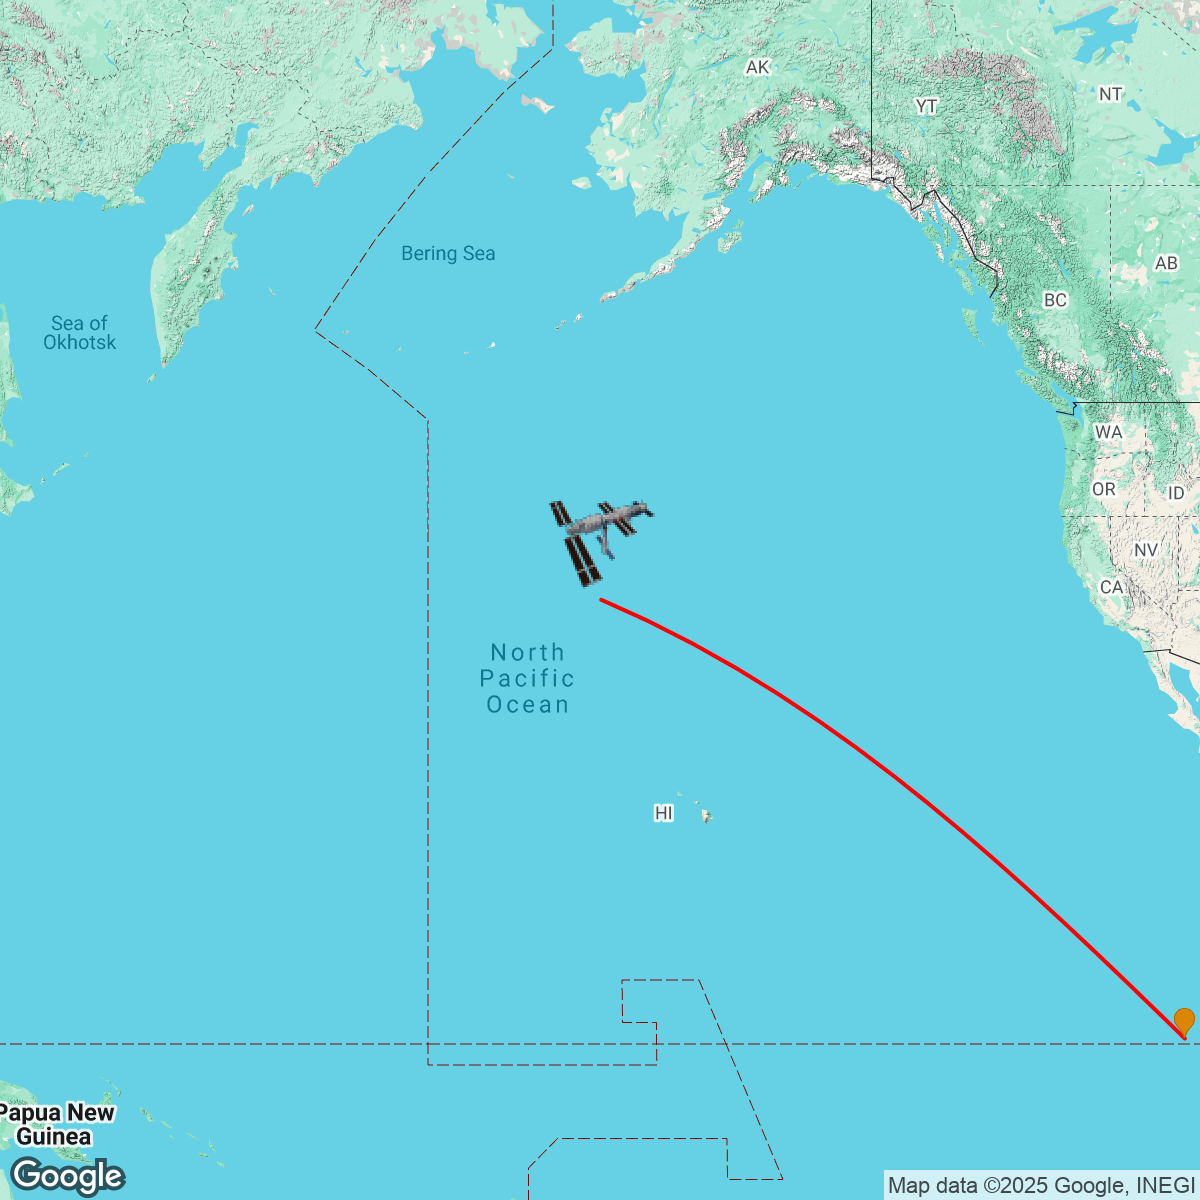 AK
YT
NT
Bering Sea
AB
BC
Sea of
Okhotsk
WA
OR
ID
NV
CA
North
Pacific
Ocean
HI
Papua New
Guinea
Google
Map data ©2025 Google, INEGI